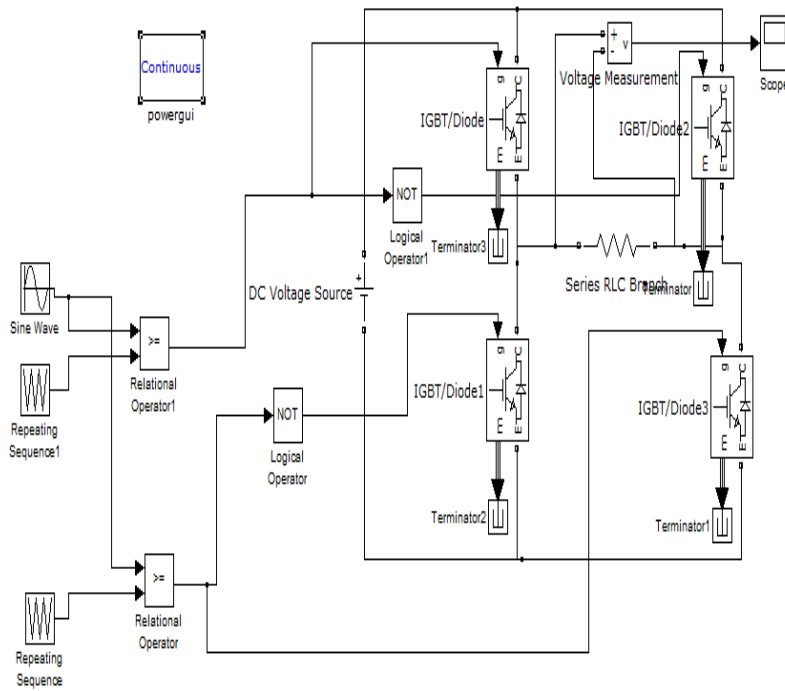 Continuous
powergui
+
-
v
Voltage Measurement
Scope
g
C
E
m
IGBT/Diode
g
C
E
m
IGBT/Diode2
NOT
Logical
Operator1
Terminator3
Series RLC Branch
Terminator
+
DC Voltage Source
Sine Wave
>=
Relational
Operator1
Repeating
Sequence1
NOT
Logical
Operator
g
C
E
m
IGBT/Diode1
g
C
E
m
IGBT/Diode3
Terminator2
Terminator1
>=
Relational
Operator
Repeating
Sequence